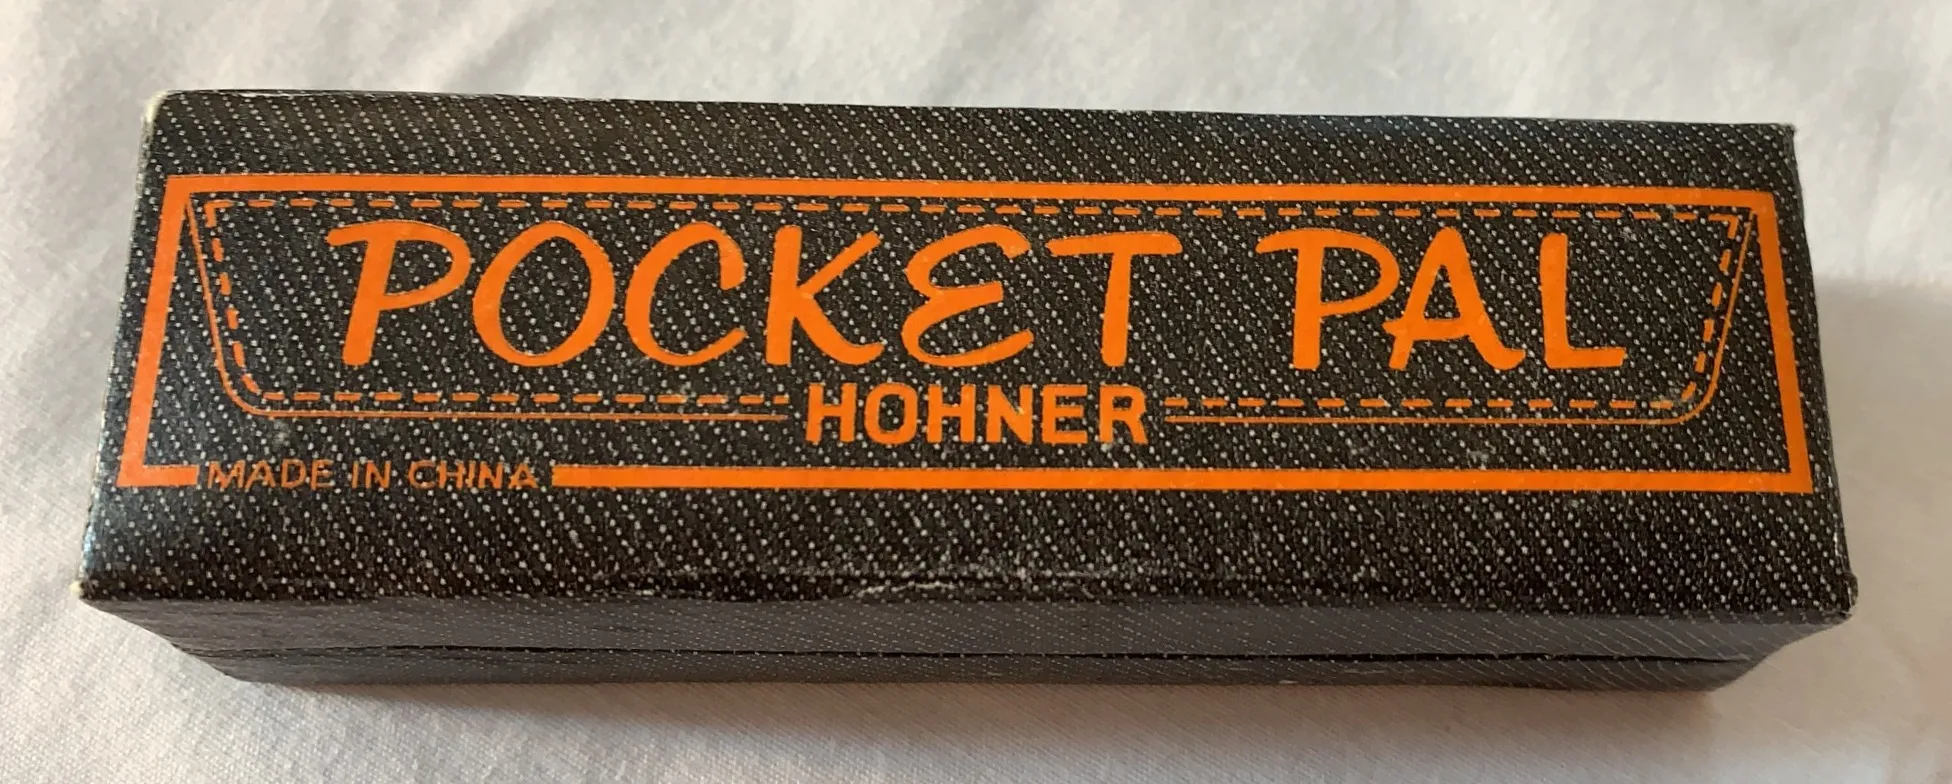 POCKET PAL
HOHNER
MADE IN CHINA